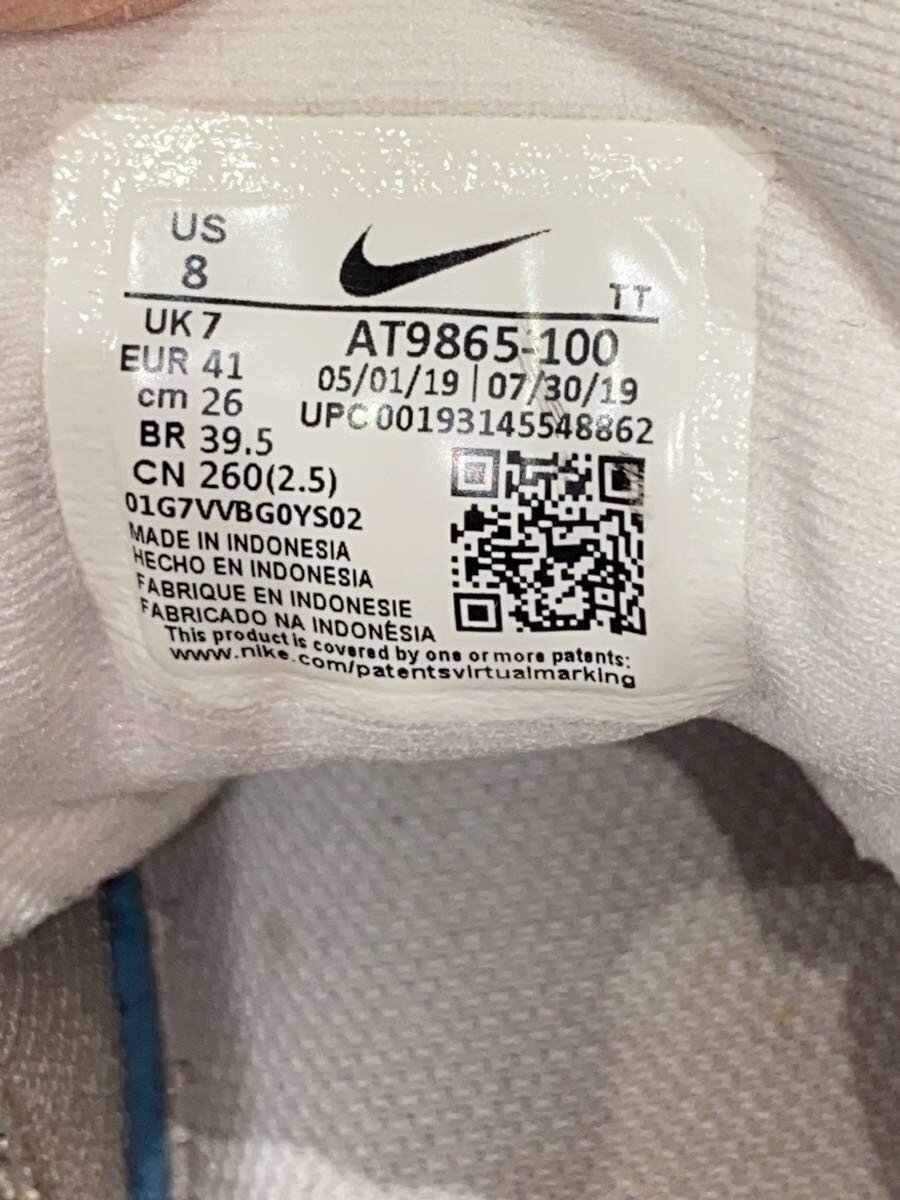 US
8
TT
UK 7
EUR 41
cm 26
BR 39.5
CN 260(2.5)
AT9865-100
05/01/19 | 07/30/19
UPC 00193145548862
01G7VVBG0YS02
MADE IN INDONESIA
HECHO EN INDONESIA
FABRIQUE EN INDONESIE
FABRICADO NA INDONÉSIA
This product is covered by one or more patents:
www.nike.com/patentsvirtualmarking